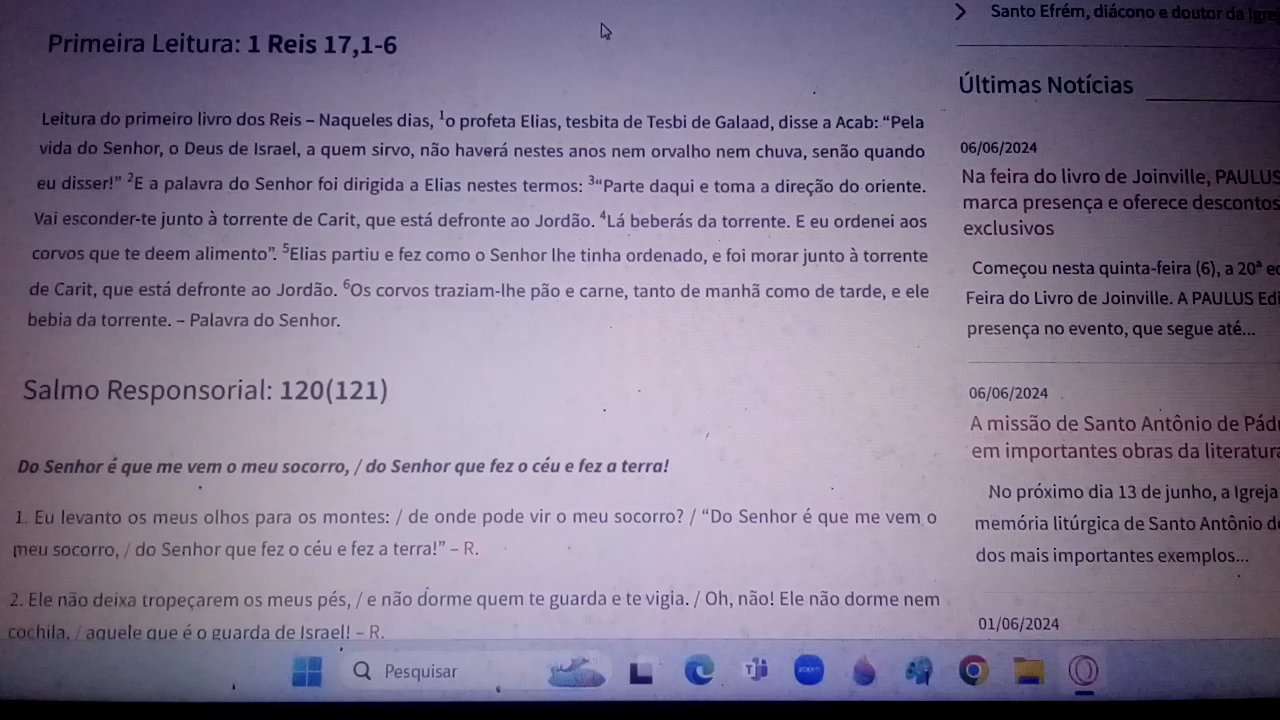 Primeira Leitura: 1 Reis 17,1-6
Leitura do primeiro livro dos Reis – Naqueles dias, ¹o profeta Elias, tesbita de Tesbi de Galaad, disse a Acab: “Pela
vida do Senhor, o Deus de Israel, a quem sirvo, não haverá nestes anos nem orvalho nem chuva, senão quando
eu disser!” ²E a palavra do Senhor foi dirigida a Elias nestes termos: ³“Parte daqui e toma a direção do oriente.
Vai esconder-te junto à torrente de Carit, que está defronte ao Jordão. ⁴Lá beberás da torrente. E eu ordenei aos
corvos que te deem alimento”. ⁵Elias partiu e fez como o Senhor lhe tinha ordenado, e foi morar junto à torrente
de Carit, que está defronte ao Jordão. ⁶Os corvos traziam-lhe pão e carne, tanto de manhã como de tarde, e ele
bebia da torrente. – Palavra do Senhor.
Salmo Responsorial: 120(121)
Do Senhor é que me vem o meu socorro, / do Senhor que fez o céu e fez a terra!
1. Eu levanto os meus olhos para os montes: / de onde pode vir o meu socorro? / “Do Senhor é que me vem o
meu socorro, / do Senhor que fez o céu e fez a terra!” – R.
2. Ele não deixa tropeçarem os meus pés, / e não dorme quem te guarda e te vigia. / Oh, não! Ele não dorme nem
cochila, / aquele que é o guarda de Israel! – R.
Santo Efrém, diácono e doutor da
Últimas Notícias
06/06/2024
Na feira do livro de Joinville, PAULUS
marca presença e oferece descontos
exclusivos
Começou nesta quinta-feira (6), a 20ª
Feira do Livro de Joinville. A PAULUS
presença no evento, que segue até...
06/06/2024
A missão de Santo Antônio de
em importantes obras da
No próximo dia 13 de junho, a Igreja
memória litúrgica de Santo Antônio
dos mais importantes exemplos...
01/06/2024
Pesquisar
zoom